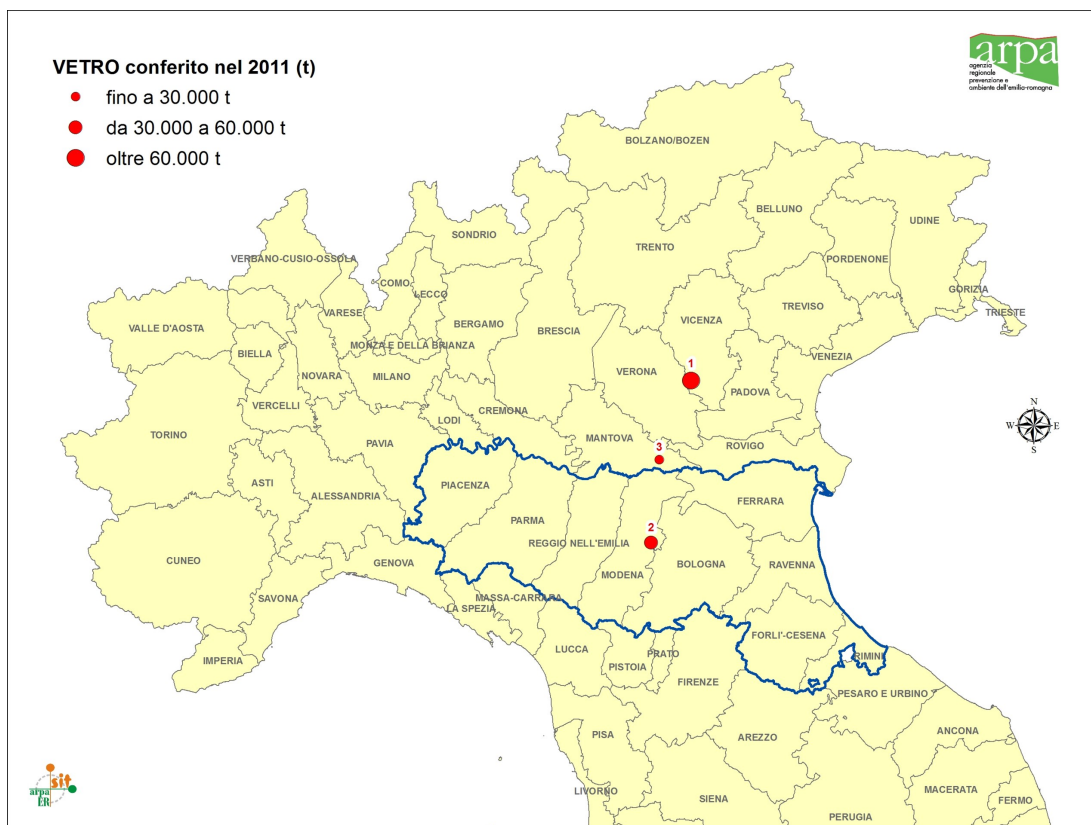 VETRO conferito nel 2011 (t)
fino a 30.000 t
da 30.000 a 60.000 t
oltre 60.000 t
arpa
agenzia
regionale
prevenzione e
ambiente dell'emilia-romagna
BOLZANO/BOZEN
BELLUNO
UDINE
SONDRIO
TRENTO
VERBANO-CUSIO-OSSOLA
PORDENONE
COMO
LECCO
GORIZIA
TREVISO
VARESE
TRIESTE
VICENZA
BERGAMO
VALLE D'AOSTA
BRESCIA
MONZA E DELLA BRIANZA
BIELLA
VENEZIA
1
VERONA
NOVARA
MILANO
PADOVA
VERCELLI
CREMONA
LODI
N
W
E
S
TORINO
PAVIA
MANTOVA
ROVIGO
3
ASTI
PIACENZA
ALESSANDRIA
FERRARA
PARMA
2
REGGIO NELL'EMILIA
CUNEO
GENOVA
BOLOGNA
RAVENNA
MODENA
SAVONA
MASSA-CARRARA
LA SPEZIA
FORLI'-CESENA
LUCCA
PRATO
RIMINI
IMPERIA
PISTOIA
FIRENZE
PESARO E URBINO
ANCONA
PISA
AREZZO
LIVORNO
MACERATA
SIENA
FERMO
PERUGIA
sit
arpa
ER